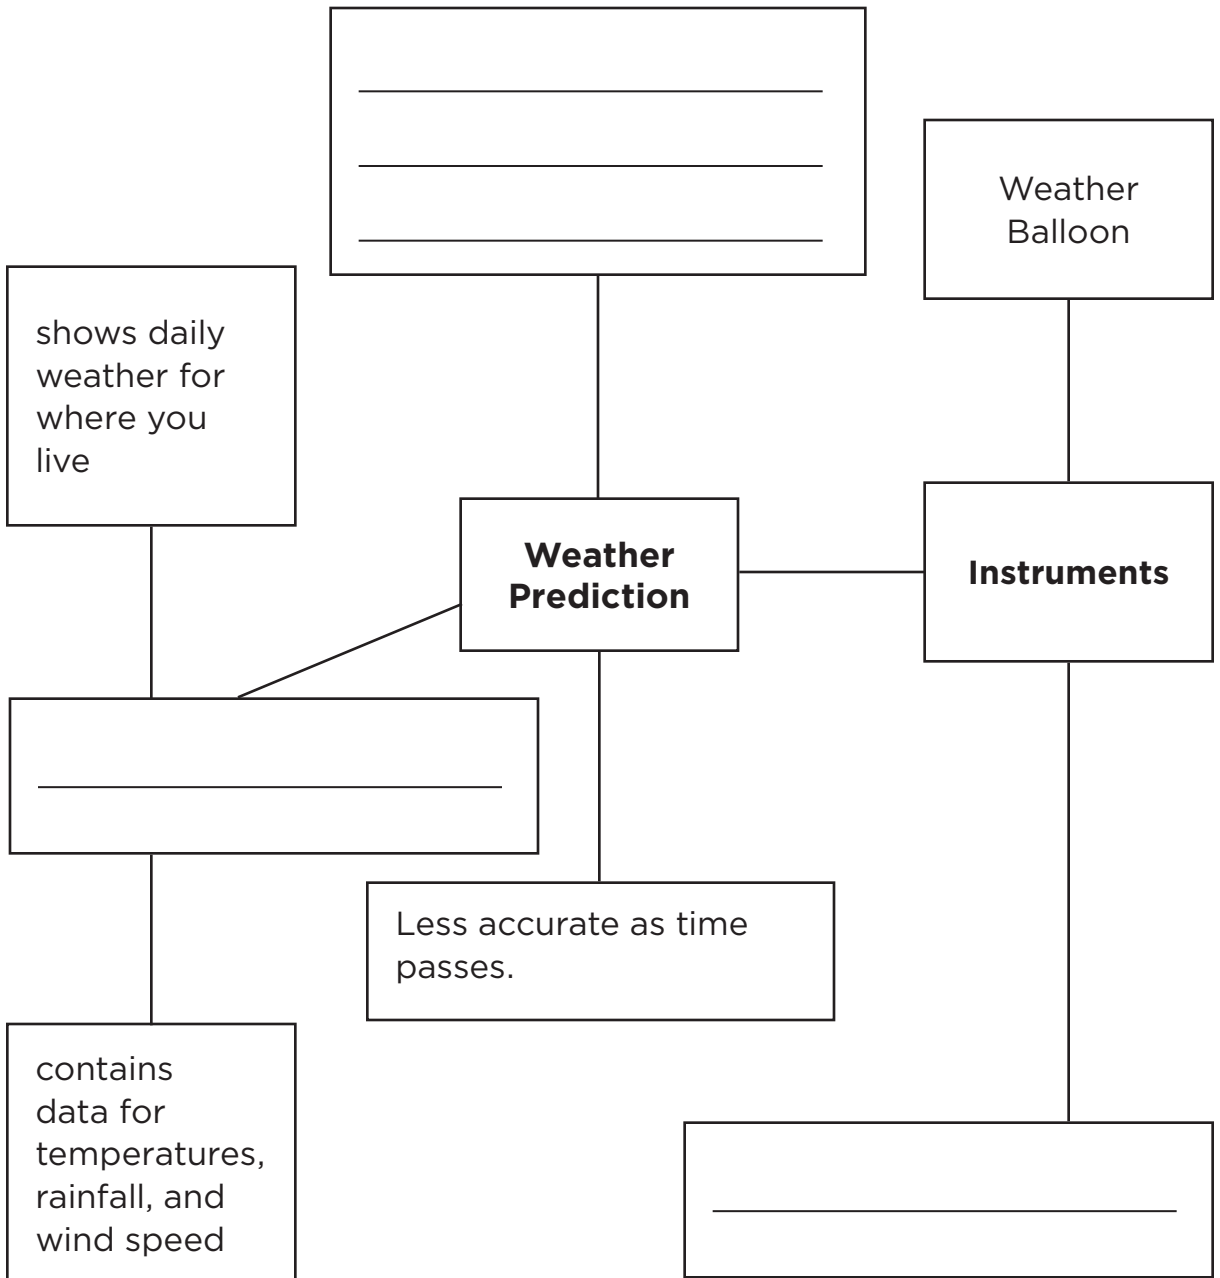 Weather
Balloon
shows daily
weather for
where you
live
Weather
Prediction
Instruments
Less accurate as time
passes.
contains
data for
temperatures,
rainfall, and
wind speed